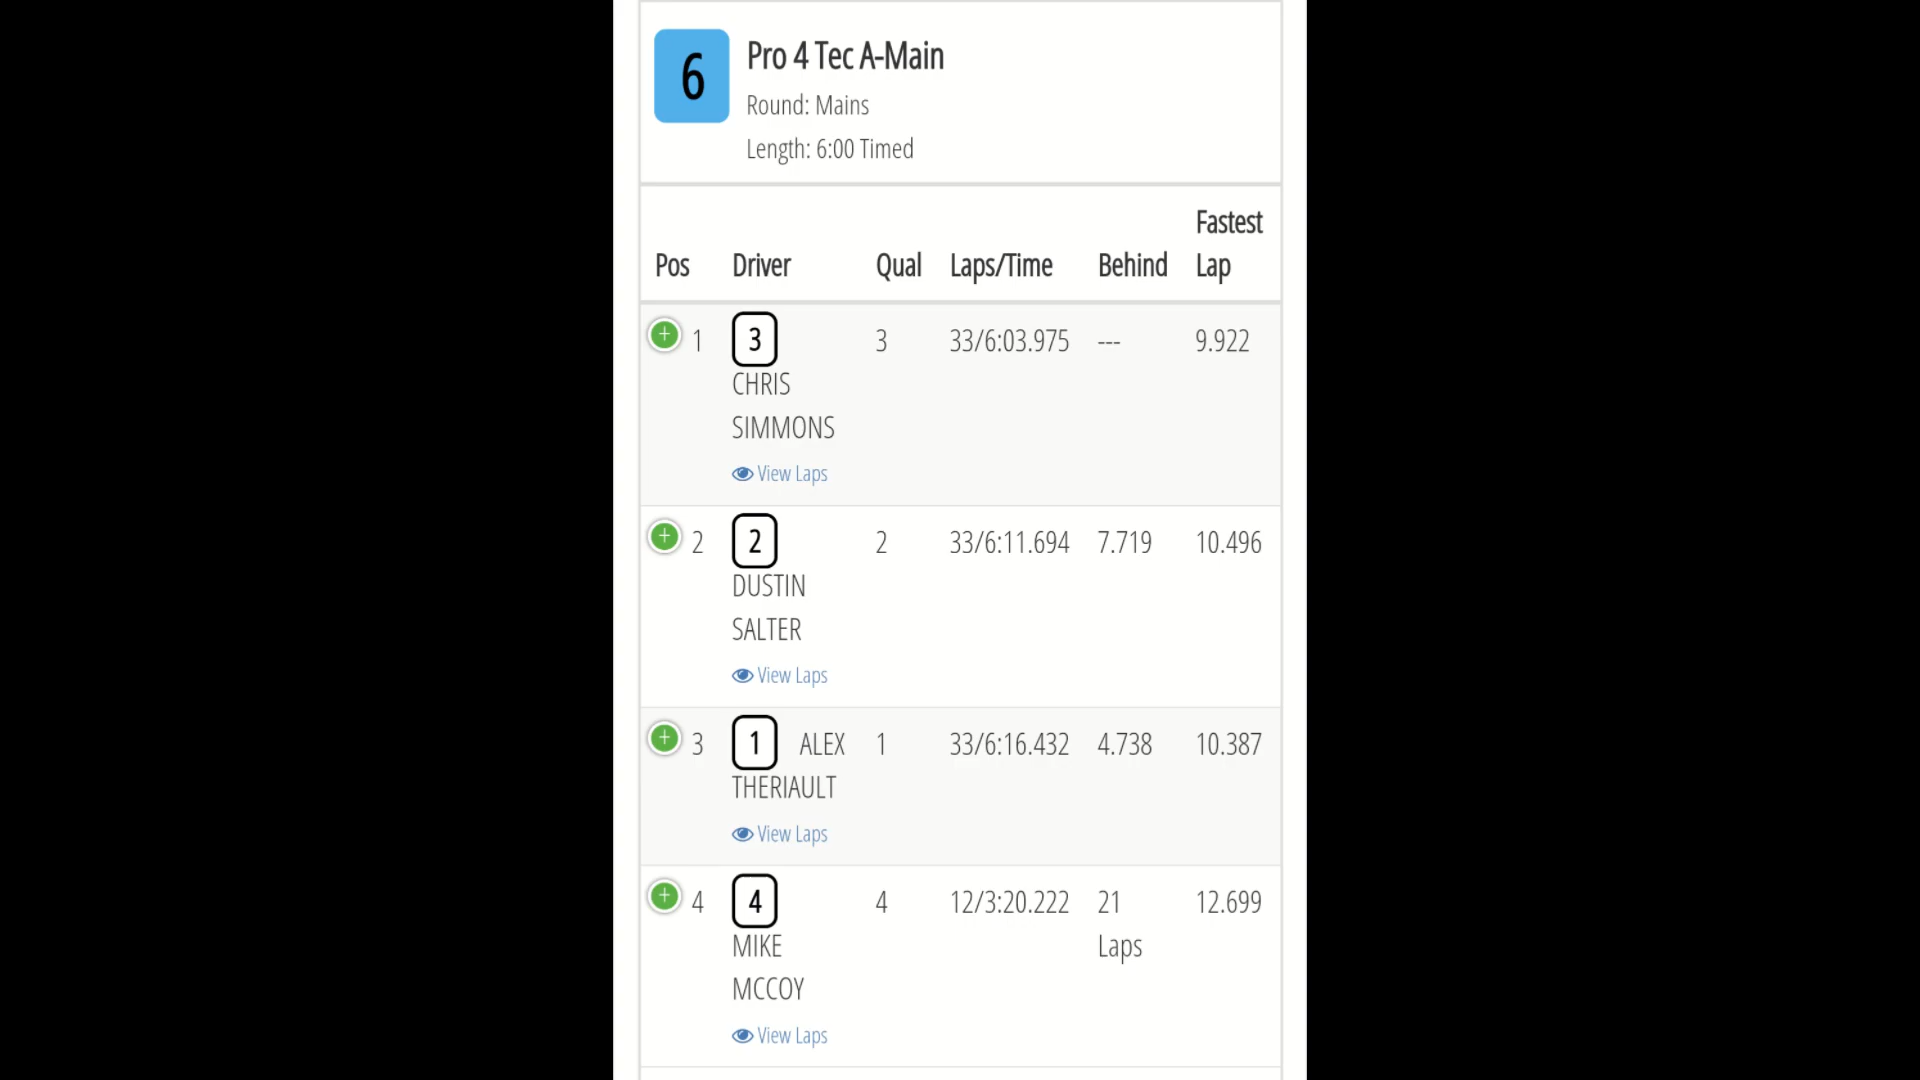 6
Pro 4 Tec A-Main
Round: Mains
Length: 6:00 Timed
Pos Driver Qual Laps/Time Behind Fastest Lap
1 3 CHRIS SIMMONS 3 33/6:03.975 --- 9.922
View Laps
2 2 DUSTIN SALTER 2 33/6:11.694 7.719 10.496
View Laps
3 1 ALEX THERIAULT 1 33/6:16.432 4.738 10.387
View Laps
4 4 MIKE MCCOY 4 12/3:20.222 21 Laps 12.699
View Laps